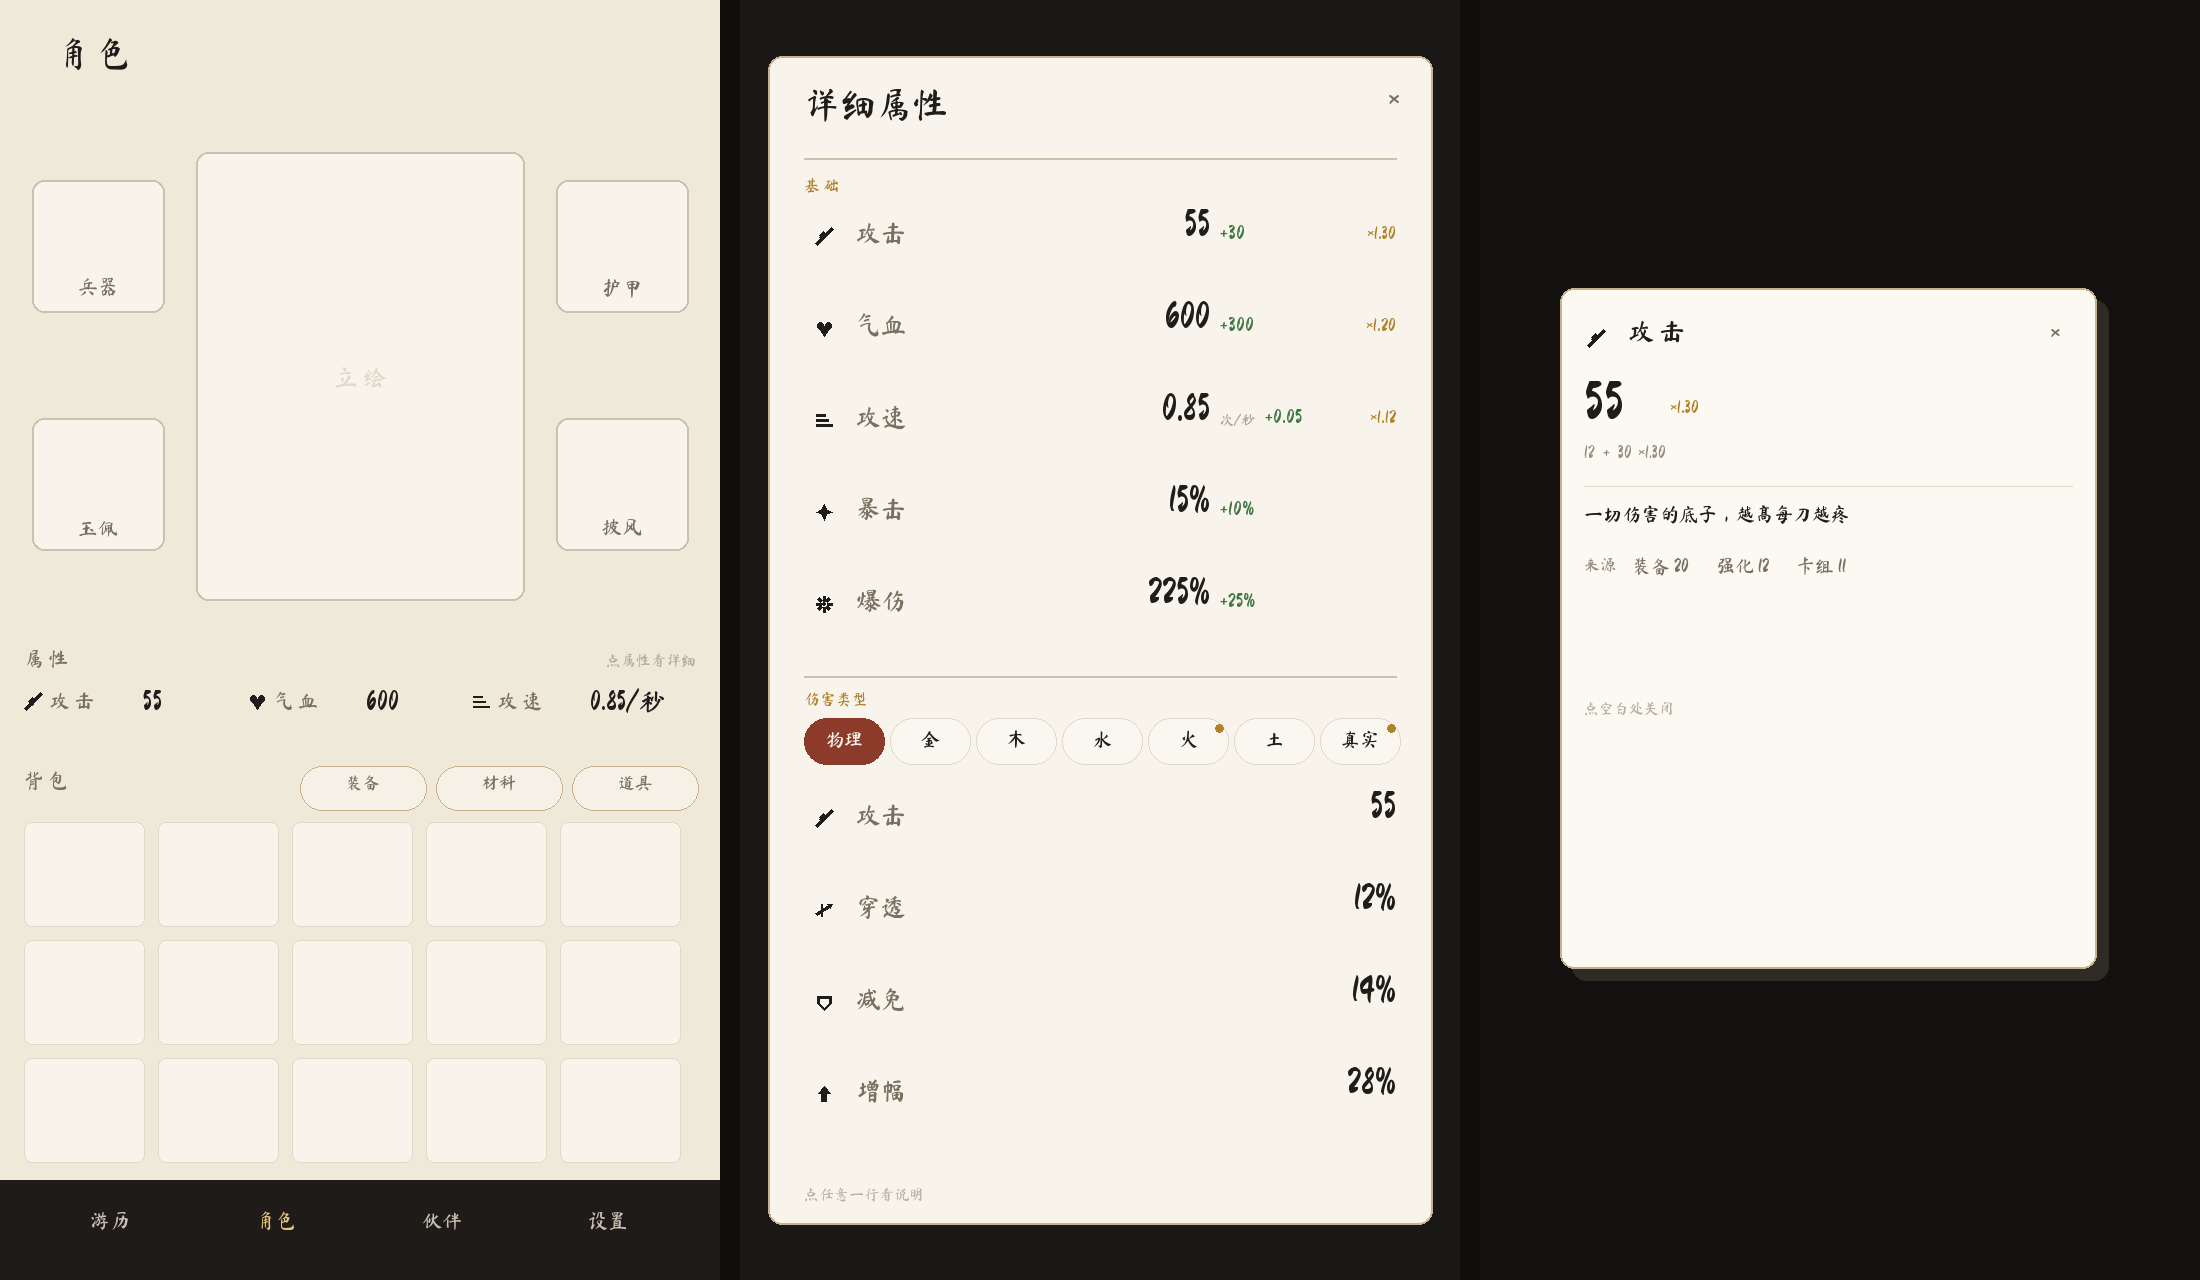 角色
兵器
护甲
立绘
玉佩
披风
属性
点属性看详细
攻击 55 气血 600 攻速 0.85/秒
背包 装备 材料 道具
游历 角色 伙伴 设置
详细属性 ×
基础
攻击 55 +30 ×1.30
气血 600 +300 ×1.20
攻速 0.85 次/秒 +0.05 ×1.12
暴击 15% +10%
爆伤 225% +25%
伤害类型
物理 金 木 水 火 土 真实
攻击 55
穿透 12%
减免 14%
增幅 28%
点任意一行看说明
攻击 ×
55 ×1.30
12 + 30 ×1.30
一切伤害的底子，越高每刀越疼
来源 装备 20 强化 12 卡组 11
点空白处关闭